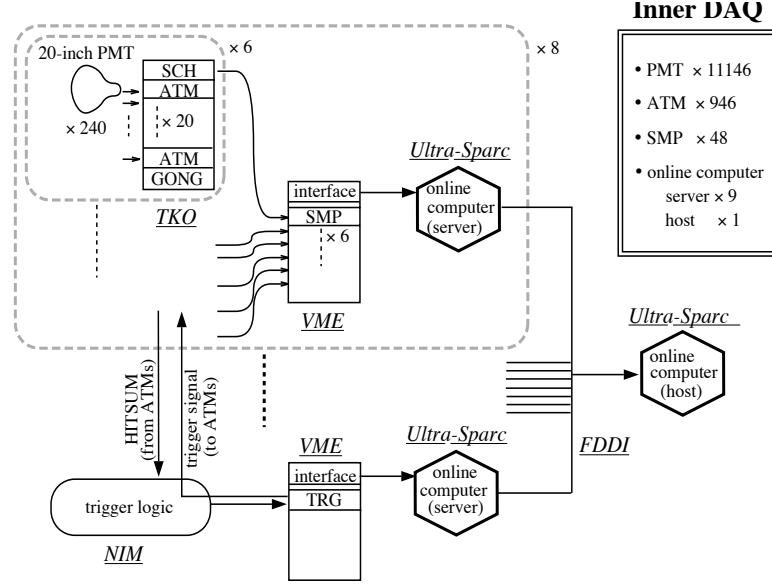 Inner DAQ
• PMT × 11146
• ATM × 946
• SMP × 48
• online computer
server × 9
host × 1
× 6
× 8
20-inch PMT
× 240
SCH
ATM
× 20
ATM
GONG
TKO
interface
SMP
× 6
VME
Ultra-Sparc
online
computer
(server)
Ultra-Sparc
online
computer
(host)
FDDI
HITSUM
(from ATMs)
trigger signal
(to ATMs)
trigger logic
NIM
VME
interface
TRG
Ultra-Sparc
online
computer
(server)